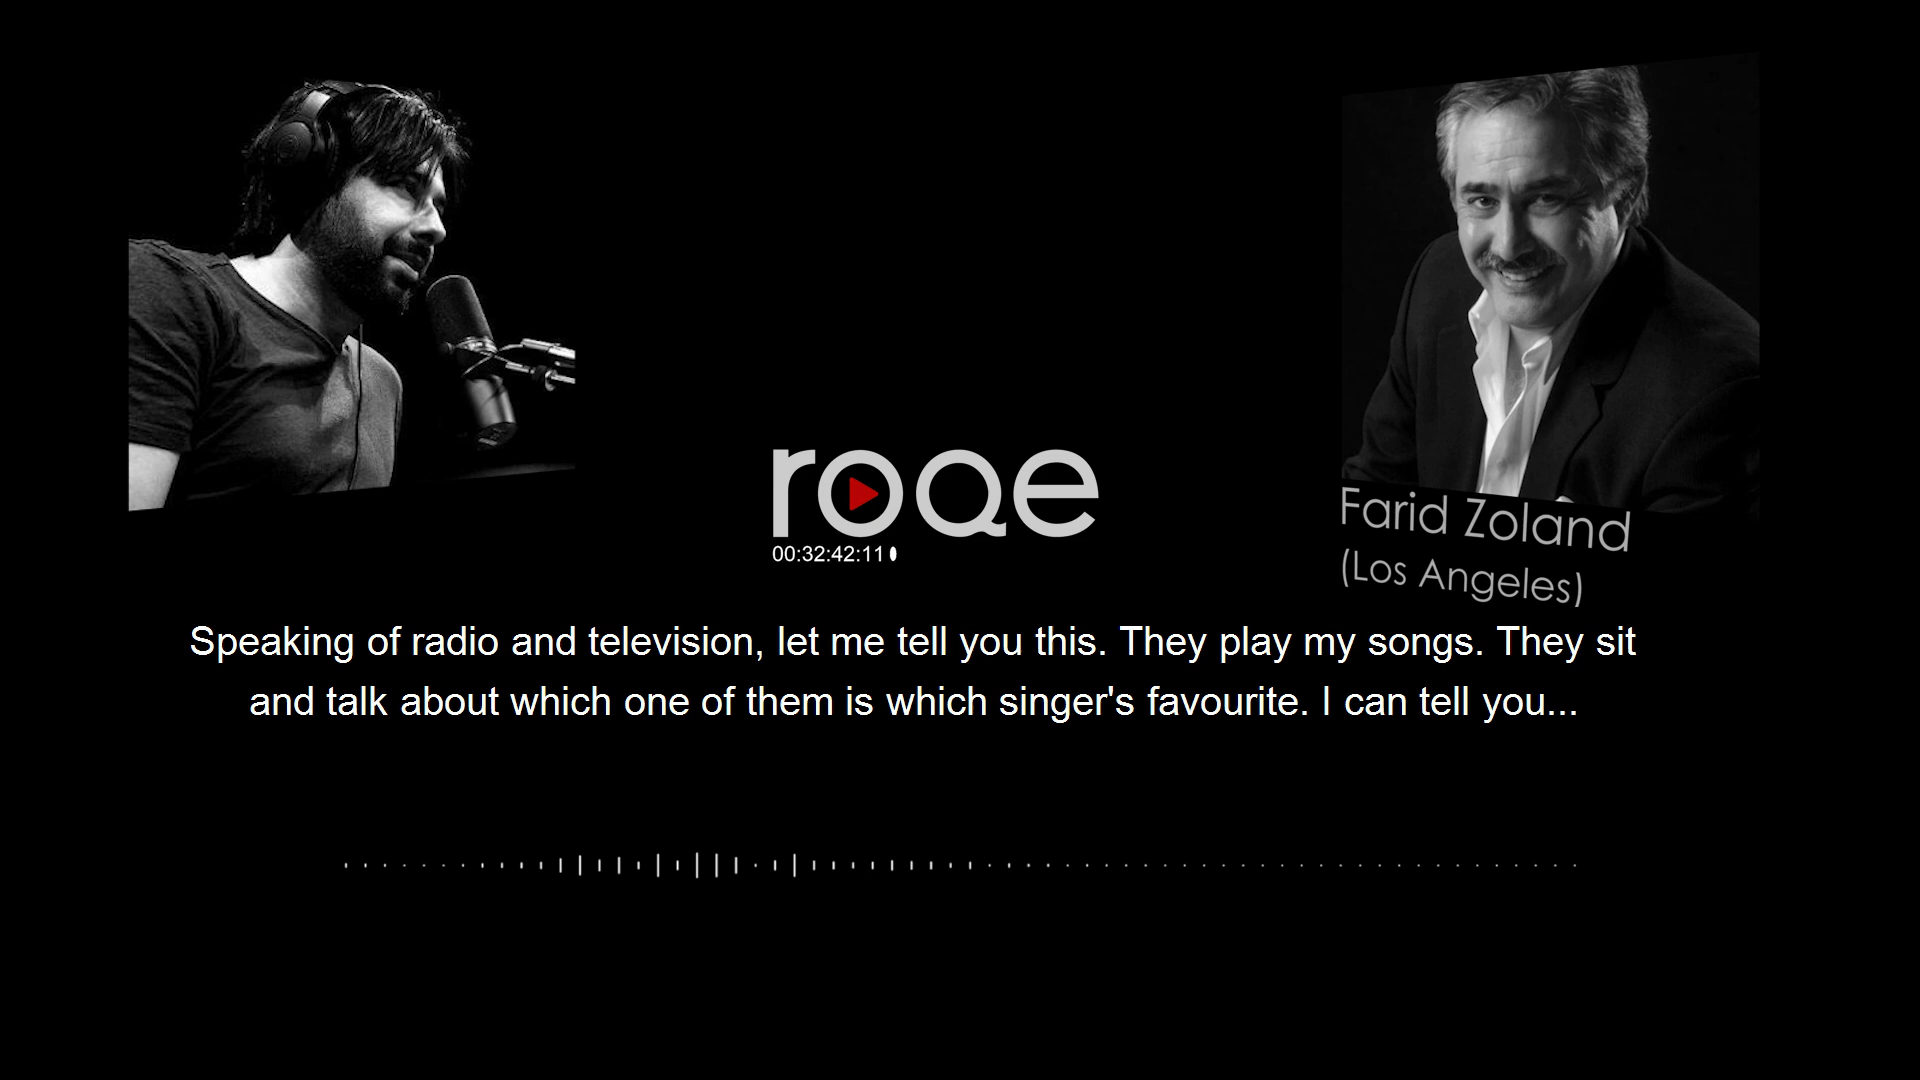 roqe
00:32:42:11
Farid Zoland
(Los Angeles)
Speaking of radio and television, let me tell you this. They play my songs. They sit
and talk about which one of them is which singer's favourite. I can tell you...